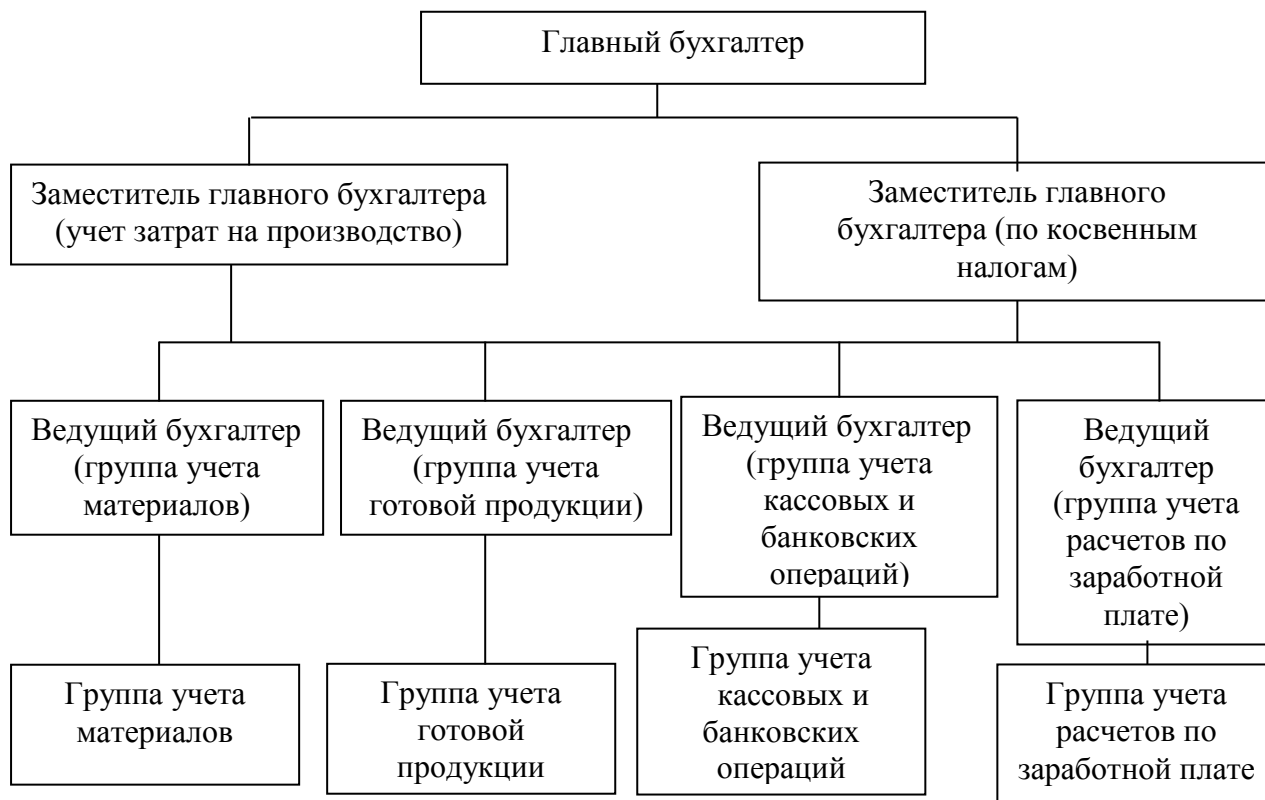 Главный бухгалтер
Заместитель главного бухгалтера
(учет затрат на производство)
Заместитель главного
бухгалтера (по косвенным
налогам)
Ведущий бухгалтер
(группа учета
материалов)
Ведущий бухгалтер
(группа учета
готовой продукции)
Ведущий бухгалтер
(группа учета
кассовых и
банковских
операций)
Ведущий
бухгалтер
(группа учета
расчетов по
заработной
плате)
Группа учета
материалов
Группа учета
готовой
продукции
Группа учета
кассовых и
банковских
операций
Группа учета
расчетов по
заработной плате